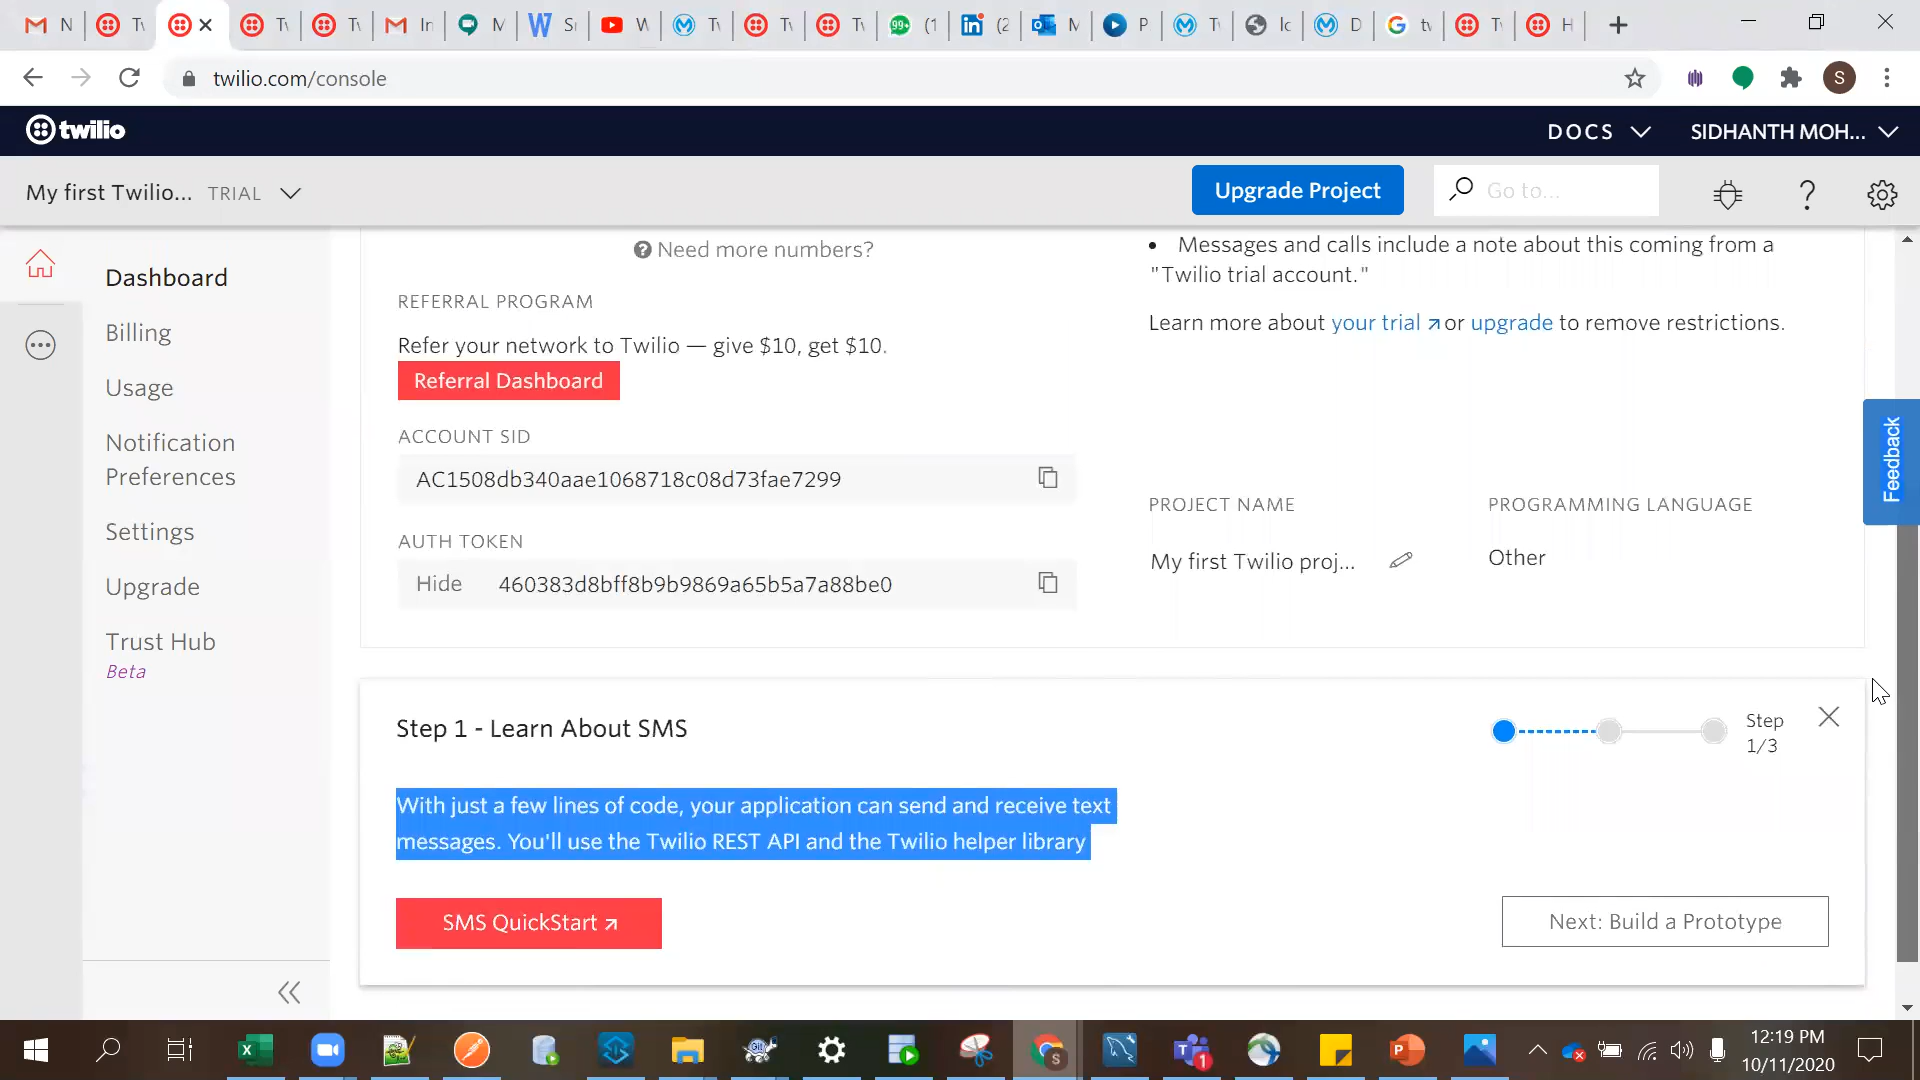 twilio.com/console
S
twilio
DOCS
SIDHANTH MOH...
My first Twilio... TRIAL
Upgrade Project
Go to...
Dashboard
Billing
Usage
Notification
Preferences
Settings
Upgrade
Trust Hub
Beta
Need more numbers?
REFERRAL PROGRAM
Refer your network to Twilio — give $10, get $10.
Referral Dashboard
ACCOUNT SID
AC1508db340aae1068718c08d73fae7299
AUTH TOKEN
Hide 460383d8bff8b9b9869a65b5a7a88be0
• Messages and calls include a note about this coming from a
"Twilio trial account."
Learn more about your trial or upgrade to remove restrictions.
PROJECT NAME
My first Twilio proj...
PROGRAMMING LANGUAGE
Other
Feedback
Step 1 - Learn About SMS
Step
1/3
With just a few lines of code, your application can send and receive text
messages. You'll use the Twilio REST API and the Twilio helper library
SMS QuickStart
Next: Build a Prototype
12:19 PM
10/11/2020